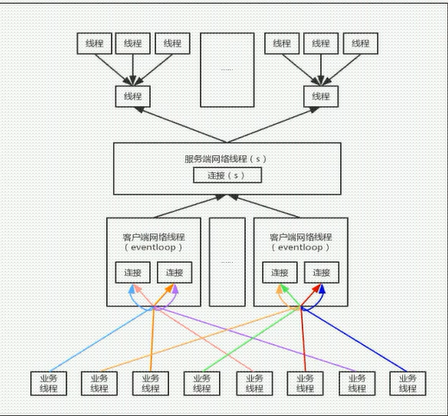 线程 线程 线程 ...... 线程 线程 线程
线程 线程
服务端网络线程（s）
连接（s）
客户端网络线程
（eventloop）
连接 连接
......
客户端网络线程
（eventloop）
连接 连接
业务
线程
业务
线程
业务
线程
业务
线程
业务
线程
业务
线程
业务
线程
业务
线程